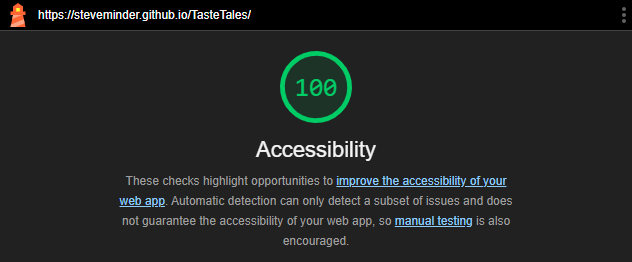 https://steveminder.github.io/TasteTales/
100
Accessibility
These checks highlight opportunities to improve the accessibility of your
web app. Automatic detection can only detect a subset of issues and does
not guarantee the accessibility of your web app, so manual testing is also
encouraged.